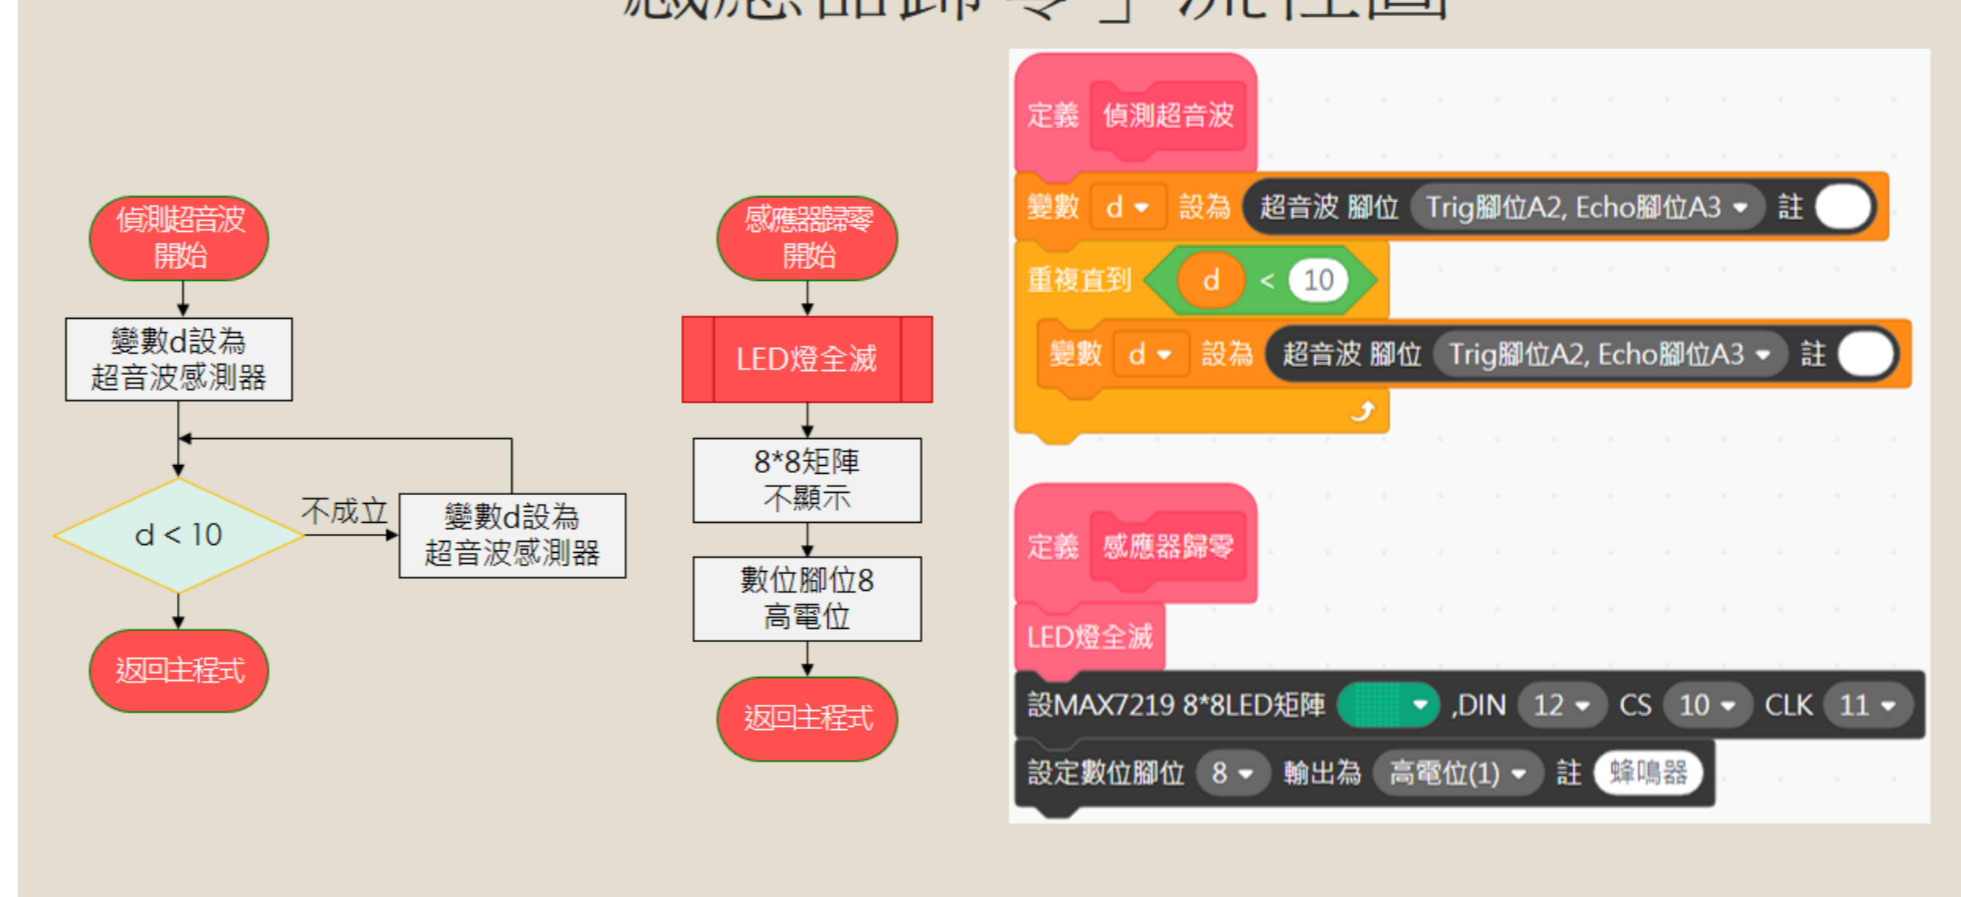 感應器歸零」流程圖
偵測超音波
開始
變數d設為
超音波感測器
d < 10
不成立
變數d設為
超音波感測器
返回主程式
感應器歸零
開始
LED燈全滅
8*8矩陣
不顯示
數位腳位8
高電位
返回主程式
定義 偵測超音波
變數 d 設為 超音波 腳位 Trig腳位A2, Echo腳位A3 註
重複直到 d < 10
變數 d 設為 超音波 腳位 Trig腳位A2, Echo腳位A3 註
定義 感應器歸零
LED燈全滅
設MAX7219 8*8LED矩陣 ,DIN 12 CS 10 CLK 11
設定數位腳位 8 輸出為 高電位(1) 註 蜂鳴器